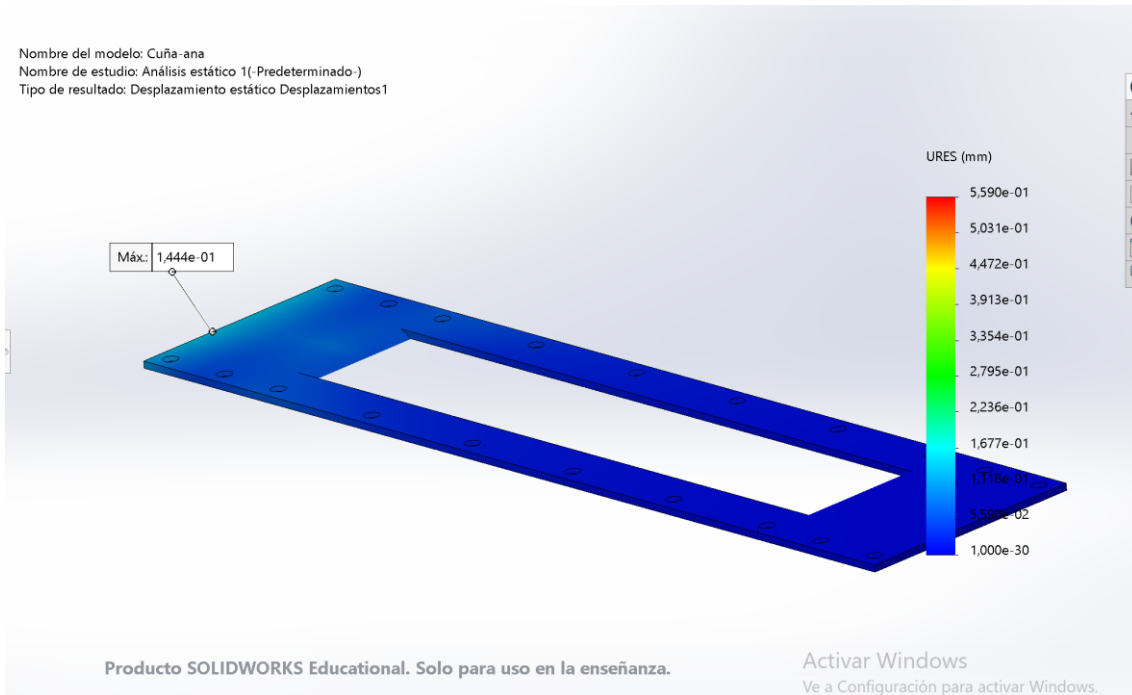 Nombre del modelo: Cuña-ana
Nombre de estudio: Análisis estático 1(-Predeterminado-)
Tipo de resultado: Desplazamiento estático Desplazamientos1
URES (mm)
5,590e-01
5,031e-01
4,472e-01
3,913e-01
3,354e-01
2,795e-01
2,236e-01
1,677e-01
1,118e-01
5,590e-02
1,000e-30
Máx.: 1,444e-01
Producto SOLIDWORKS Educational. Solo para uso en la enseñanza.
Activar Windows
Ve a Configuración para activar Windows.